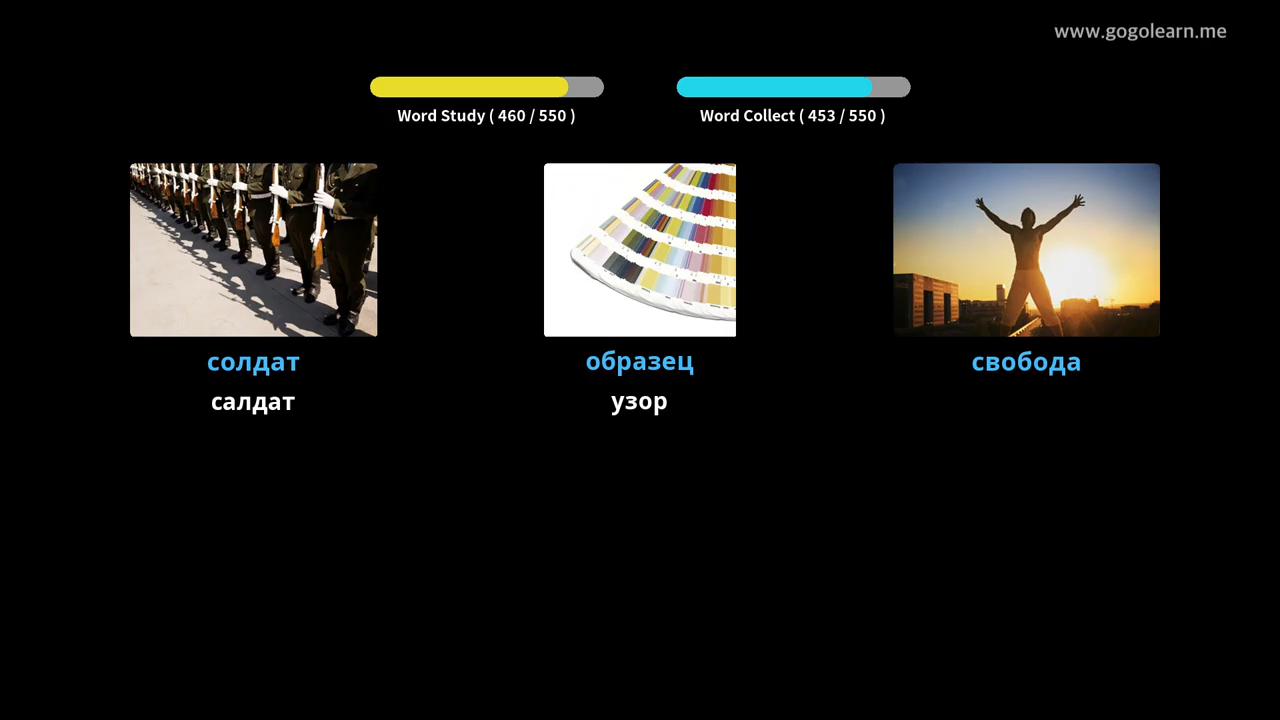 www.gogolearn.me
Word Study ( 460 / 550 )
Word Collect ( 453 / 550 )
солдат
образец
свобода
салдат
узор